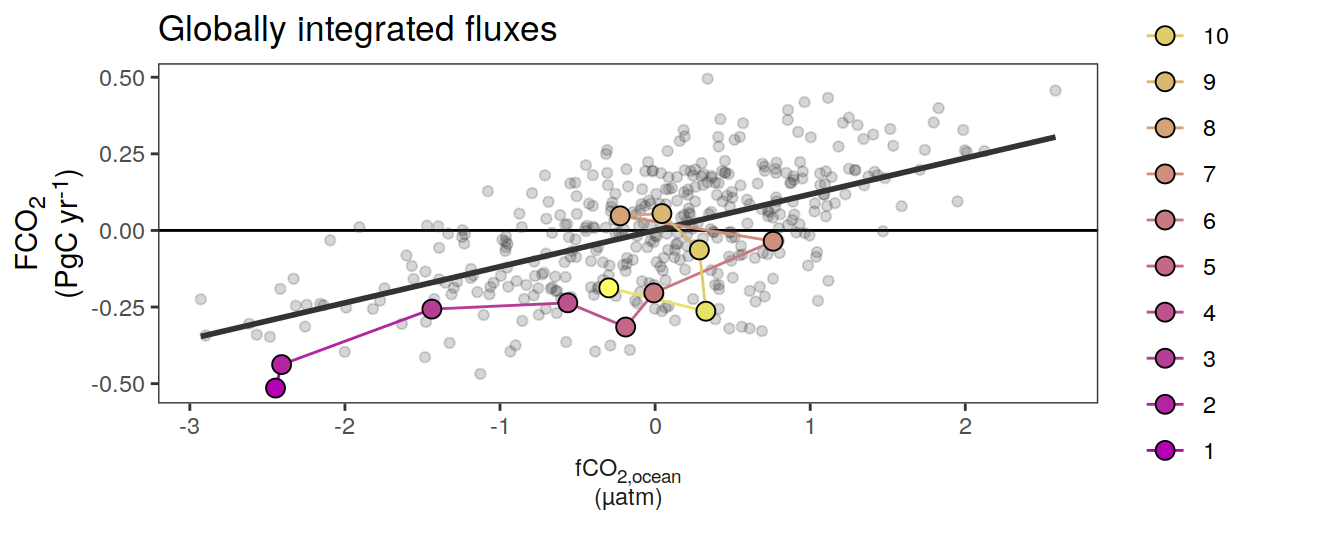 Globally integrated fluxes
FCO₂
(PgC yr⁻¹)
0.50
0.25
0.00
-0.25
-0.50
-3 -2 -1 0 1 2
fCO₂,ocean
(µatm)
10
9
8
7
6
5
4
3
2
1